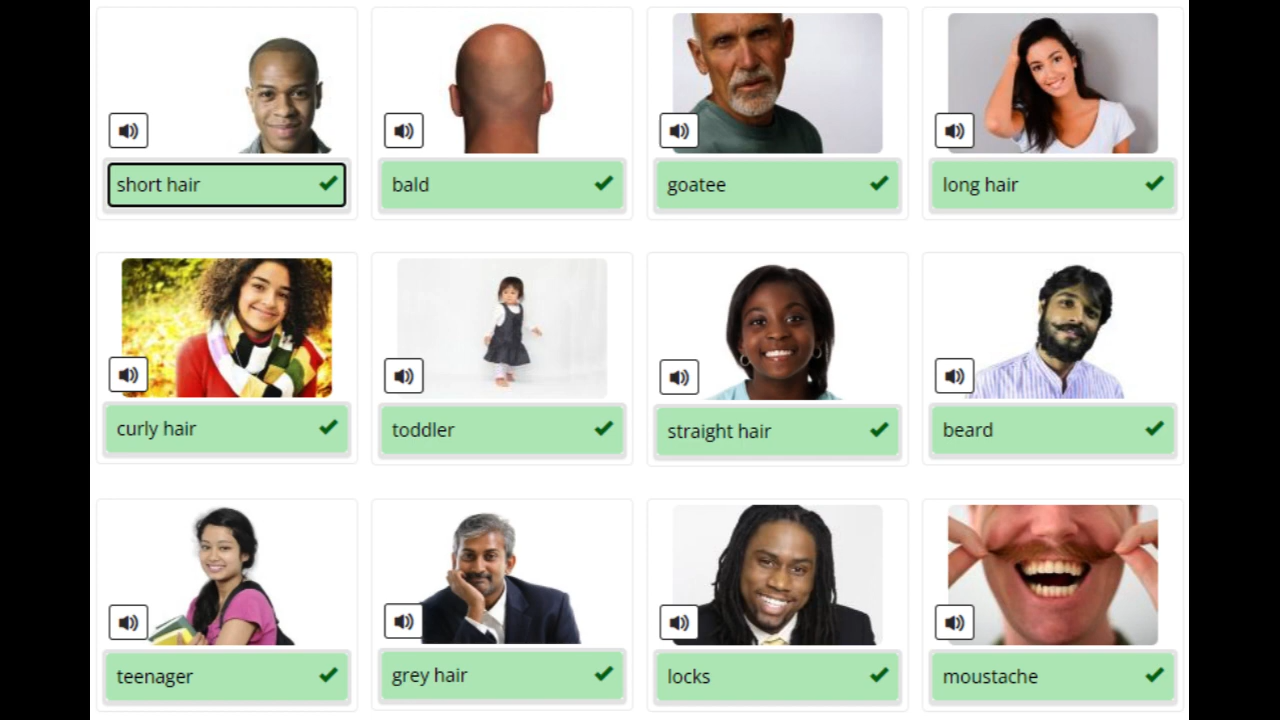 short hair
bald
goatee
long hair
curly hair
toddler
straight hair
beard
teenager
grey hair
locks
moustache